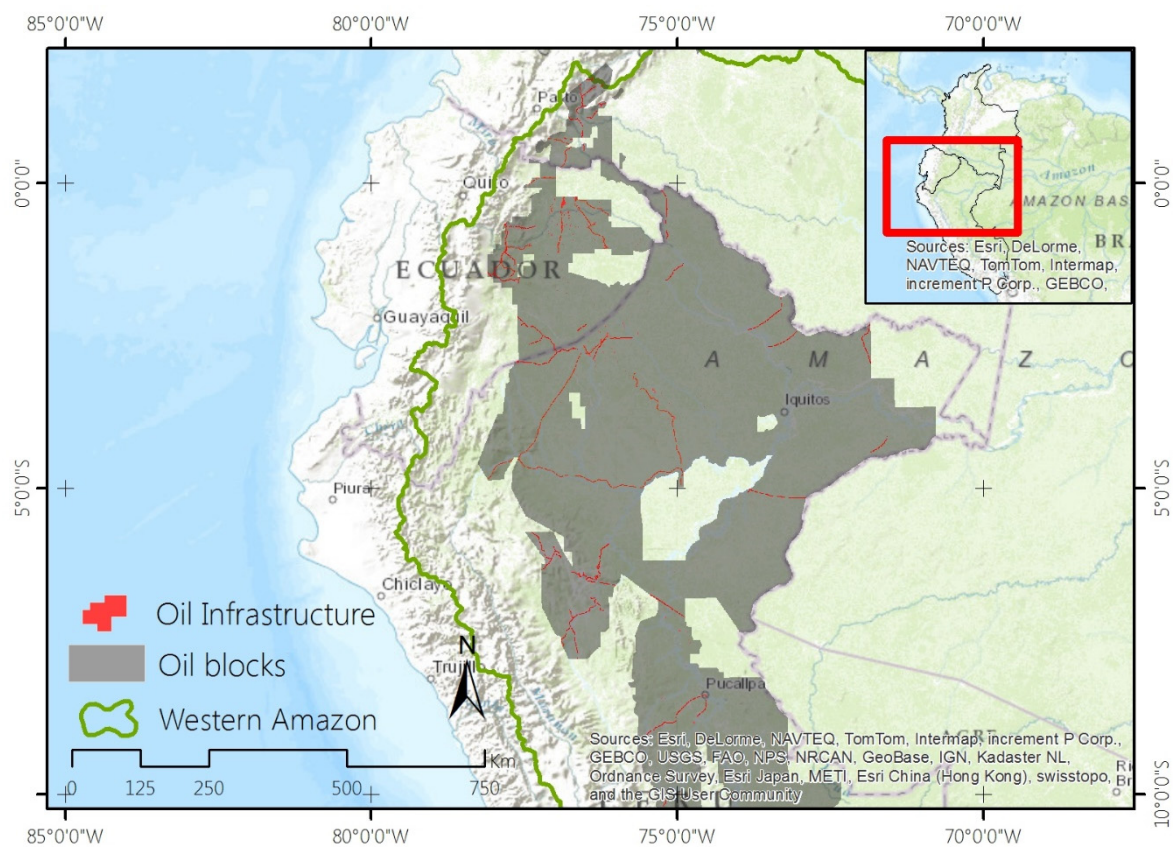 85°0'0"W 80°0'0"W 75°0'0"W 70°0'0"W
Pasto
0°0'0"
Quito
ECUADOR
Guayaquil
AMAZO
Iquitos
5°0'0"S
Piura
Chiclayo
Trujill
Pucallpa
ACRE
10°0'0"S
Amazon
AMAZON BAS
BR
Sources: Esri, DeLorme,
NAVTEQ, TomTom, Intermap,
increment P Corp., GEBCO,
Oil Infrastructure
Oil blocks
Western Amazon
N
0 125 250 500 750
Km
Sources: Esri, DeLorme, NAVTEQ, TomTom, Intermap, increment P Corp.,
GEBCO, USGS, FAO, NPS, NRCAN, GeoBase, IGN, Kadaster NL,
Ordnance Survey, Esri Japan, METI, Esri China (Hong Kong), swisstopo,
and the GIS User Community
0°0'0"
5°0'0"S
10°0'0"S
85°0'0"W 80°0'0"W 75°0'0"W 70°0'0"W